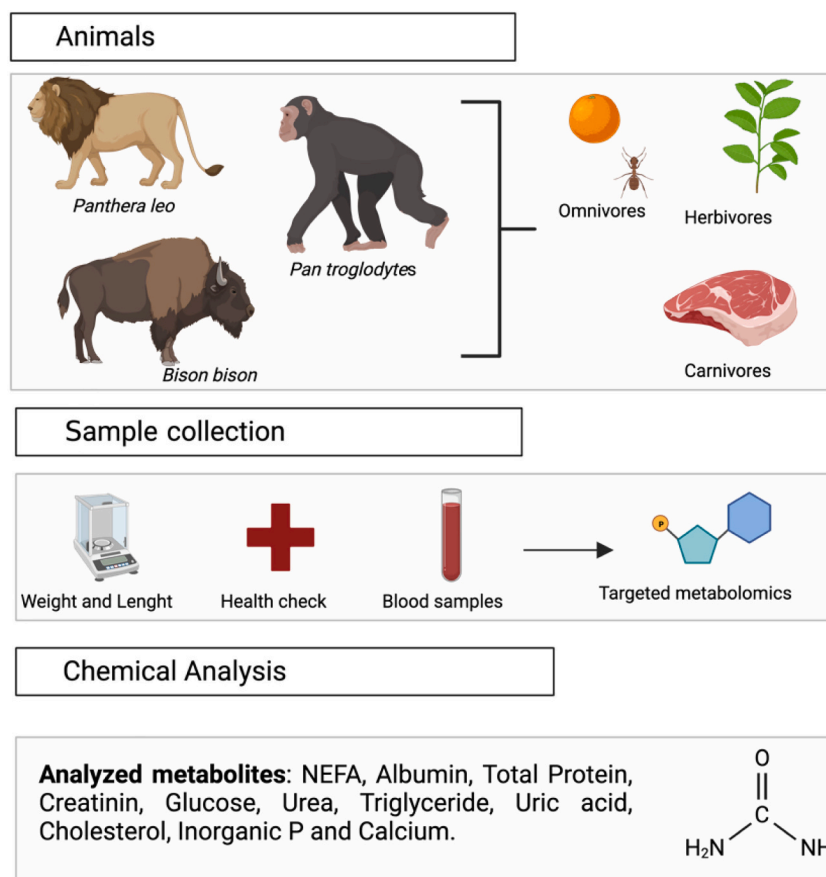 Animals
Panthera leo
Pan troglodytes
Bison bison
Omnivores
Herbivores
Carnivores
Sample collection
P
Weight and Lenght
Health check
Blood samples
Targeted metabolomics
Chemical Analysis
Analyzed metabolites: NEFA, Albumin, Total Protein,
Creatinin, Glucose, Urea, Triglyceride, Uric acid,
Cholesterol, Inorganic P and Calcium.
O
C
H₂N
NH